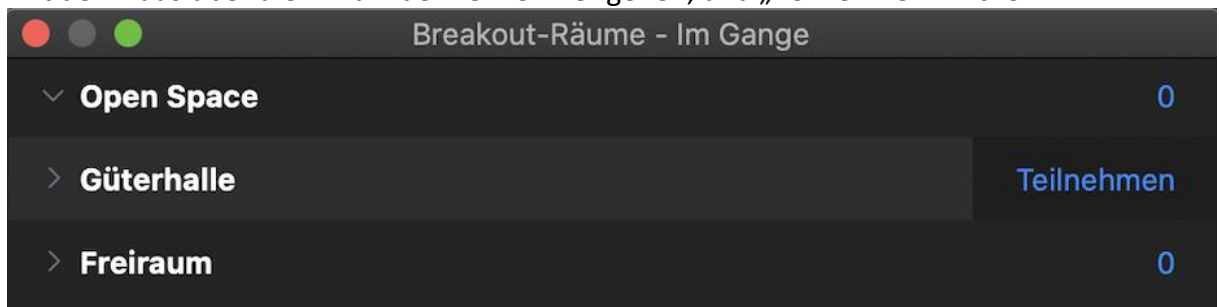 Breakout-Räume - Im Gange
Open Space 0
Güterhalle Teilnehmen
Freiraum 0